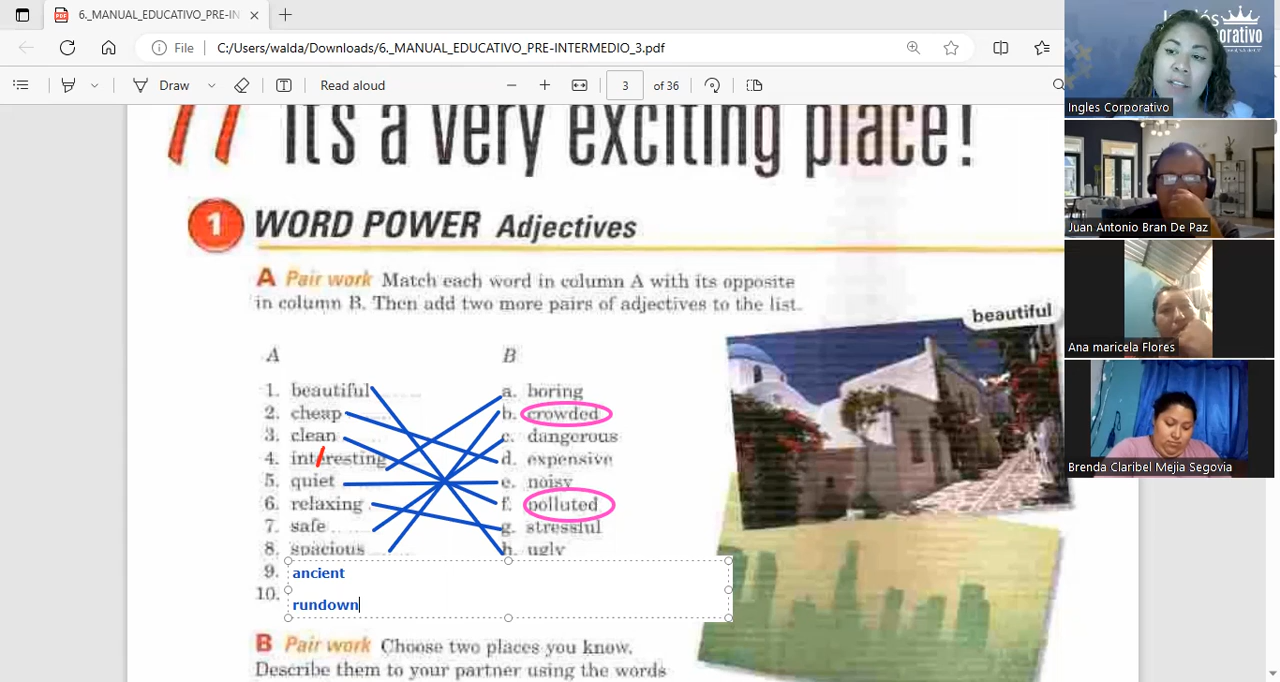 6._MANUAL_EDUCATIVO_PRE-IN
File
C:/Users/walda/Downloads/6._MANUAL_EDUCATIVO_PRE-INTERMEDIO_3.pdf
Draw
Read aloud
3
of 36
11 It's a very exciting place!
1 WORD POWER Adjectives
A Pair work Match each word in column A with its opposite
in column B. Then add two more pairs of adjectives to the list.
A B
1. beautiful a. boring
2. cheap b. crowded
3. clean c. dangerous
4. interesting d. expensive
5. quiet e. noisy
6. relaxing f. polluted
7. safe g. stressful
8. spacious h. ugly
9. ancient
10. rundown
beautiful
B Pair work Choose two places you know.
Describe them to your partner using the words
Ingles Corporativo
Juan Antonio Bran De Paz
Ana maricela Flores
Brenda Claribel Mejia Segovia